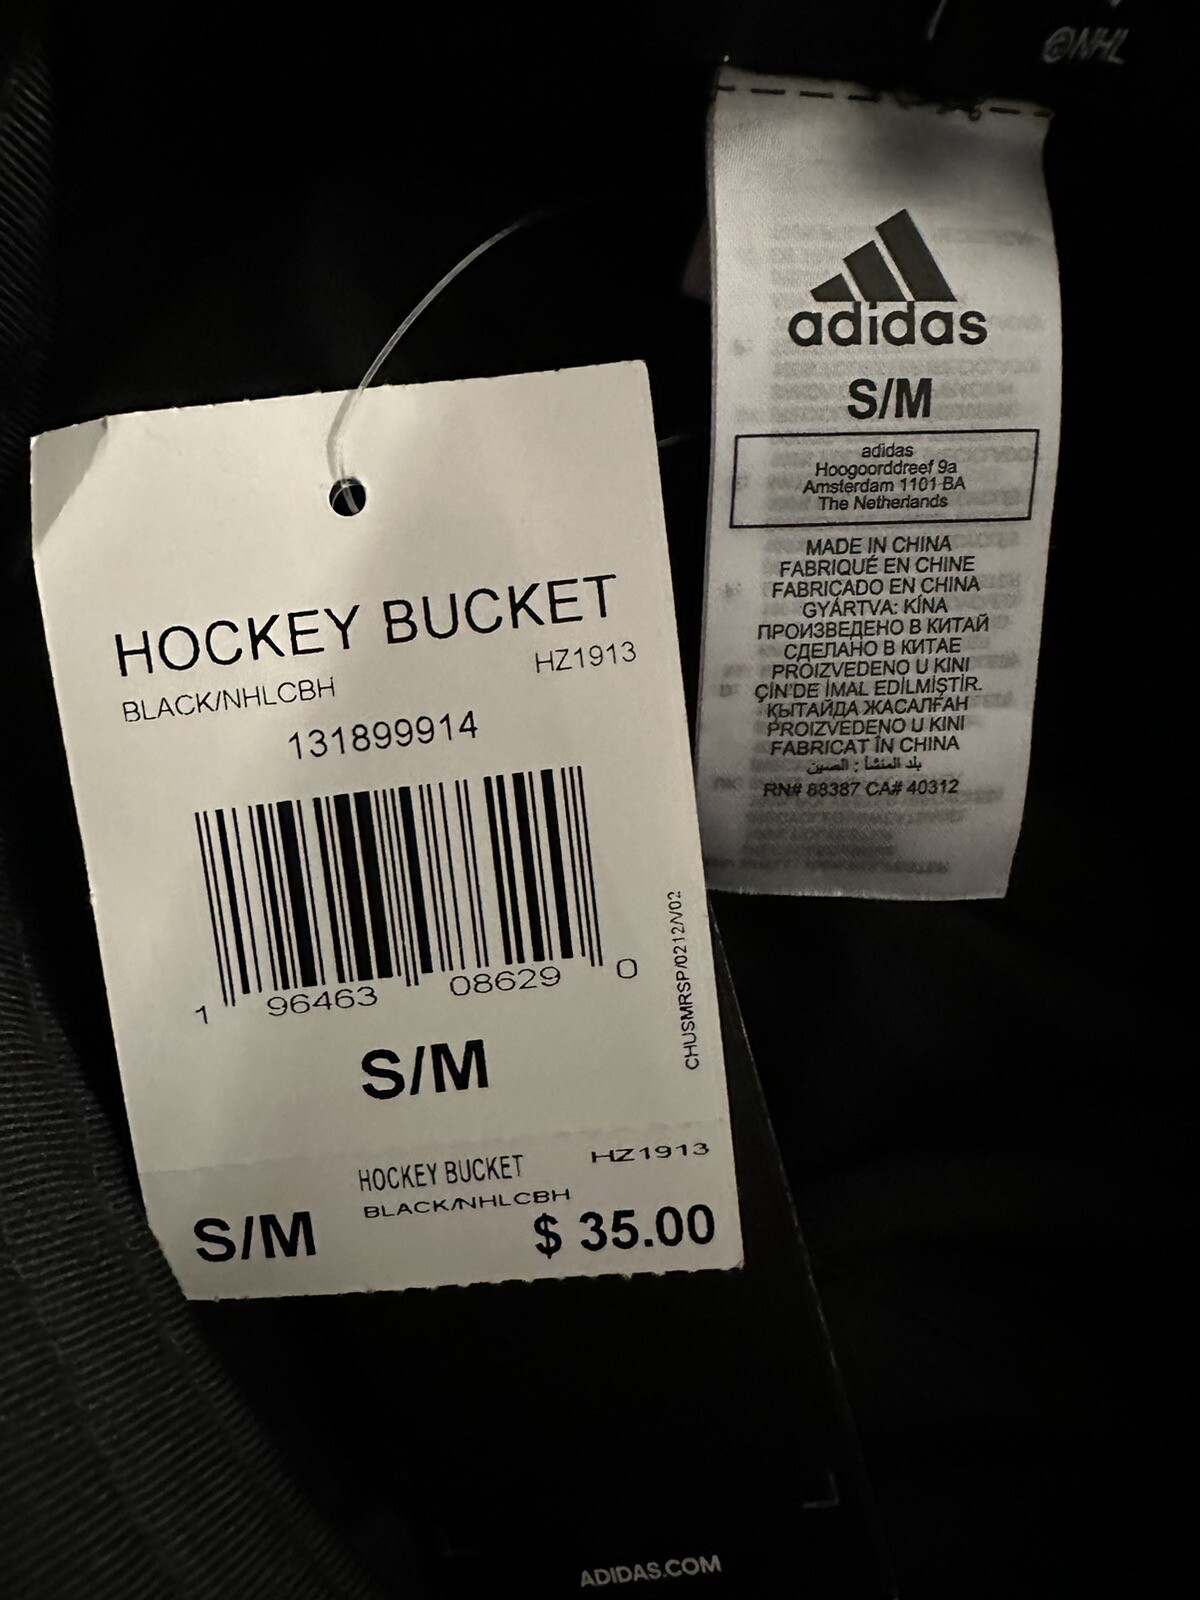 ©NHL
adidas
S/M
adidas
Hoogoorddreef 9a
Amsterdam 1101 BA
The Netherlands
MADE IN CHINA
FABRIQUÉ EN CHINE
FABRICADO EN CHINA
GYÁRTVA: KÍNA
ПРОИЗВЕДЕНО В КИТАЙ
СДЕЛАНО В КИТАЕ
PROIZVEDENO U KINI
ÇİN'DE İMAL EDİLMİŞTİR.
ҚЫТАЙДА ЖАСАЛҒАН
PROIZVEDENO U KINI
FABRICAT ÎN CHINA
بلد المنشأ : الصين
RN# 88387 CA# 40312
HOCKEY BUCKET
BLACK/NHLCBH HZ1913
131899914
1 96463 08629 0
CHUSMRSP/0212/V02
S/M
HOCKEY BUCKET HZ1913
BLACK/NHLCBH
S/M $ 35.00
ADIDAS.COM